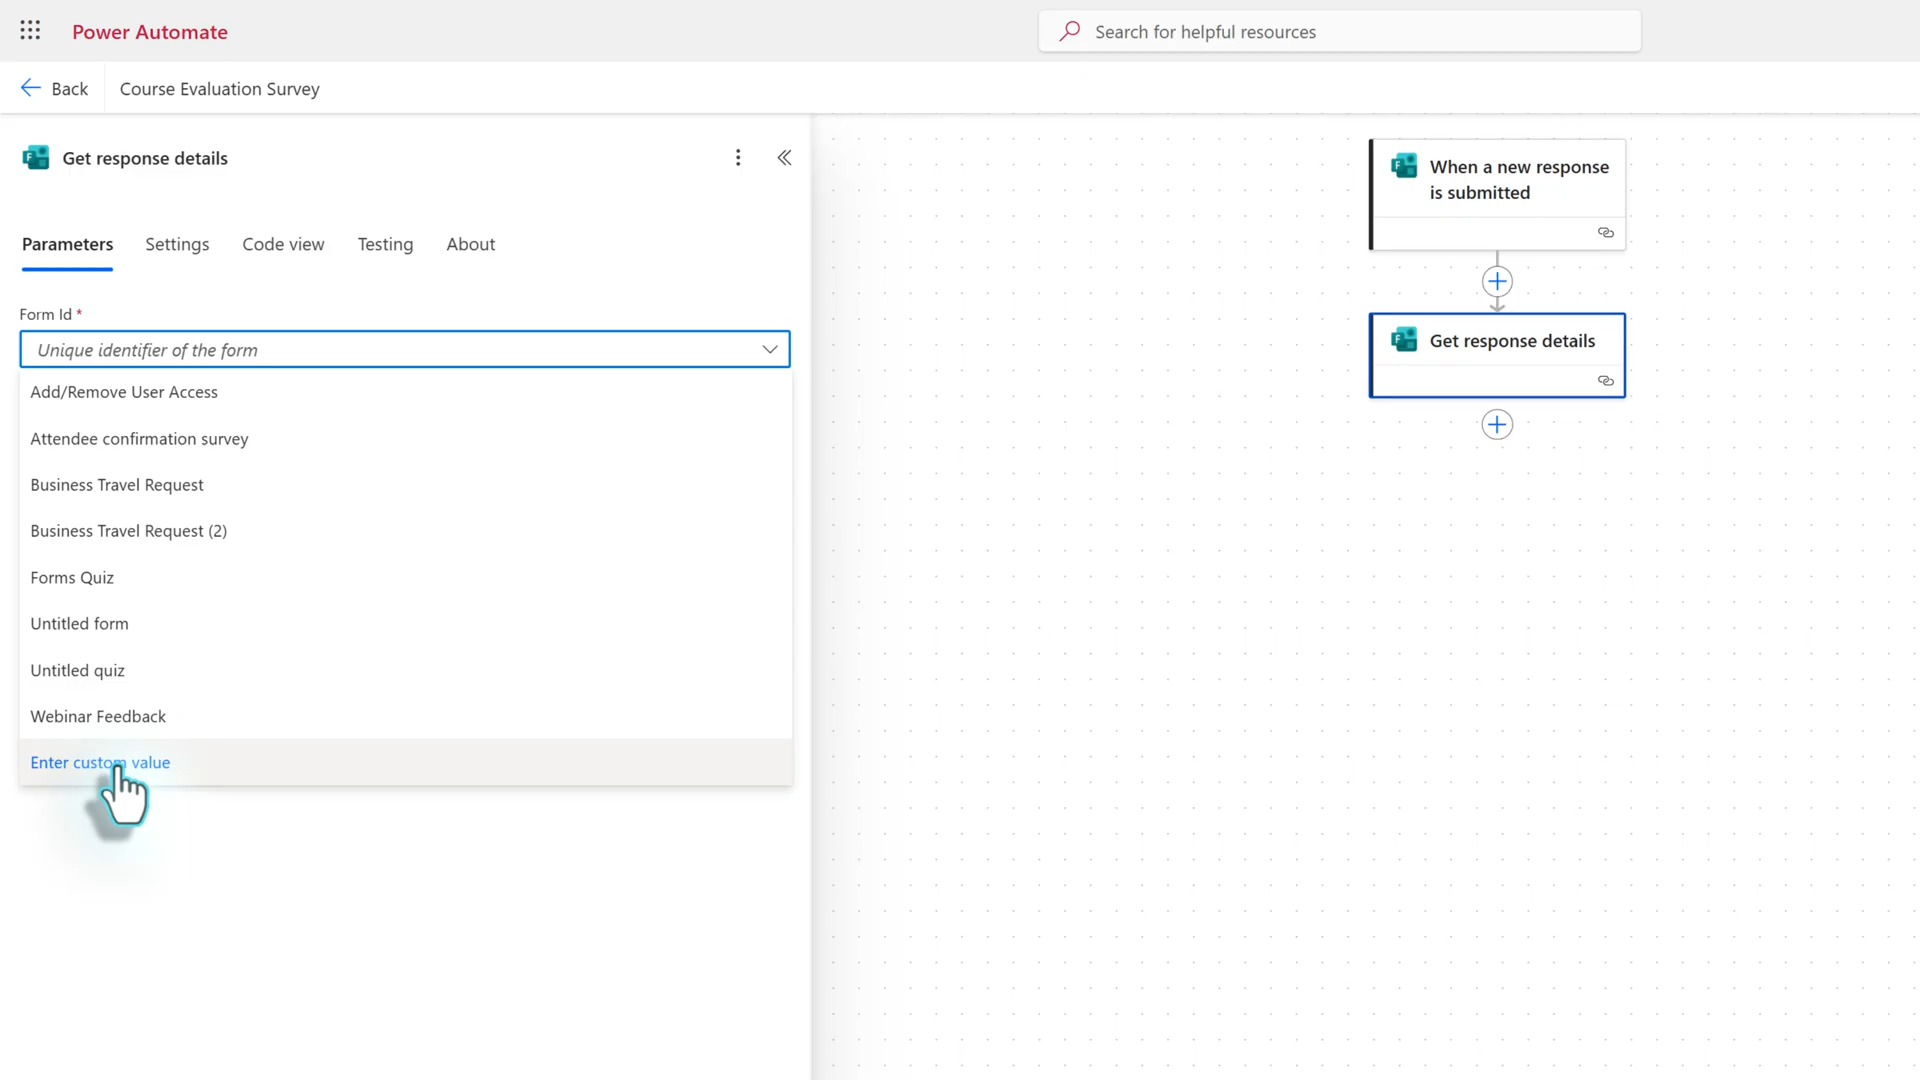 Power Automate
Search for helpful resources
Back
Course Evaluation Survey
Get response details
Parameters
Settings
Code view
Testing
About
Form Id *
Unique identifier of the form
Add/Remove User Access
Attendee confirmation survey
Business Travel Request
Business Travel Request (2)
Forms Quiz
Untitled form
Untitled quiz
Webinar Feedback
Enter custom value
When a new response
is submitted
Get response details